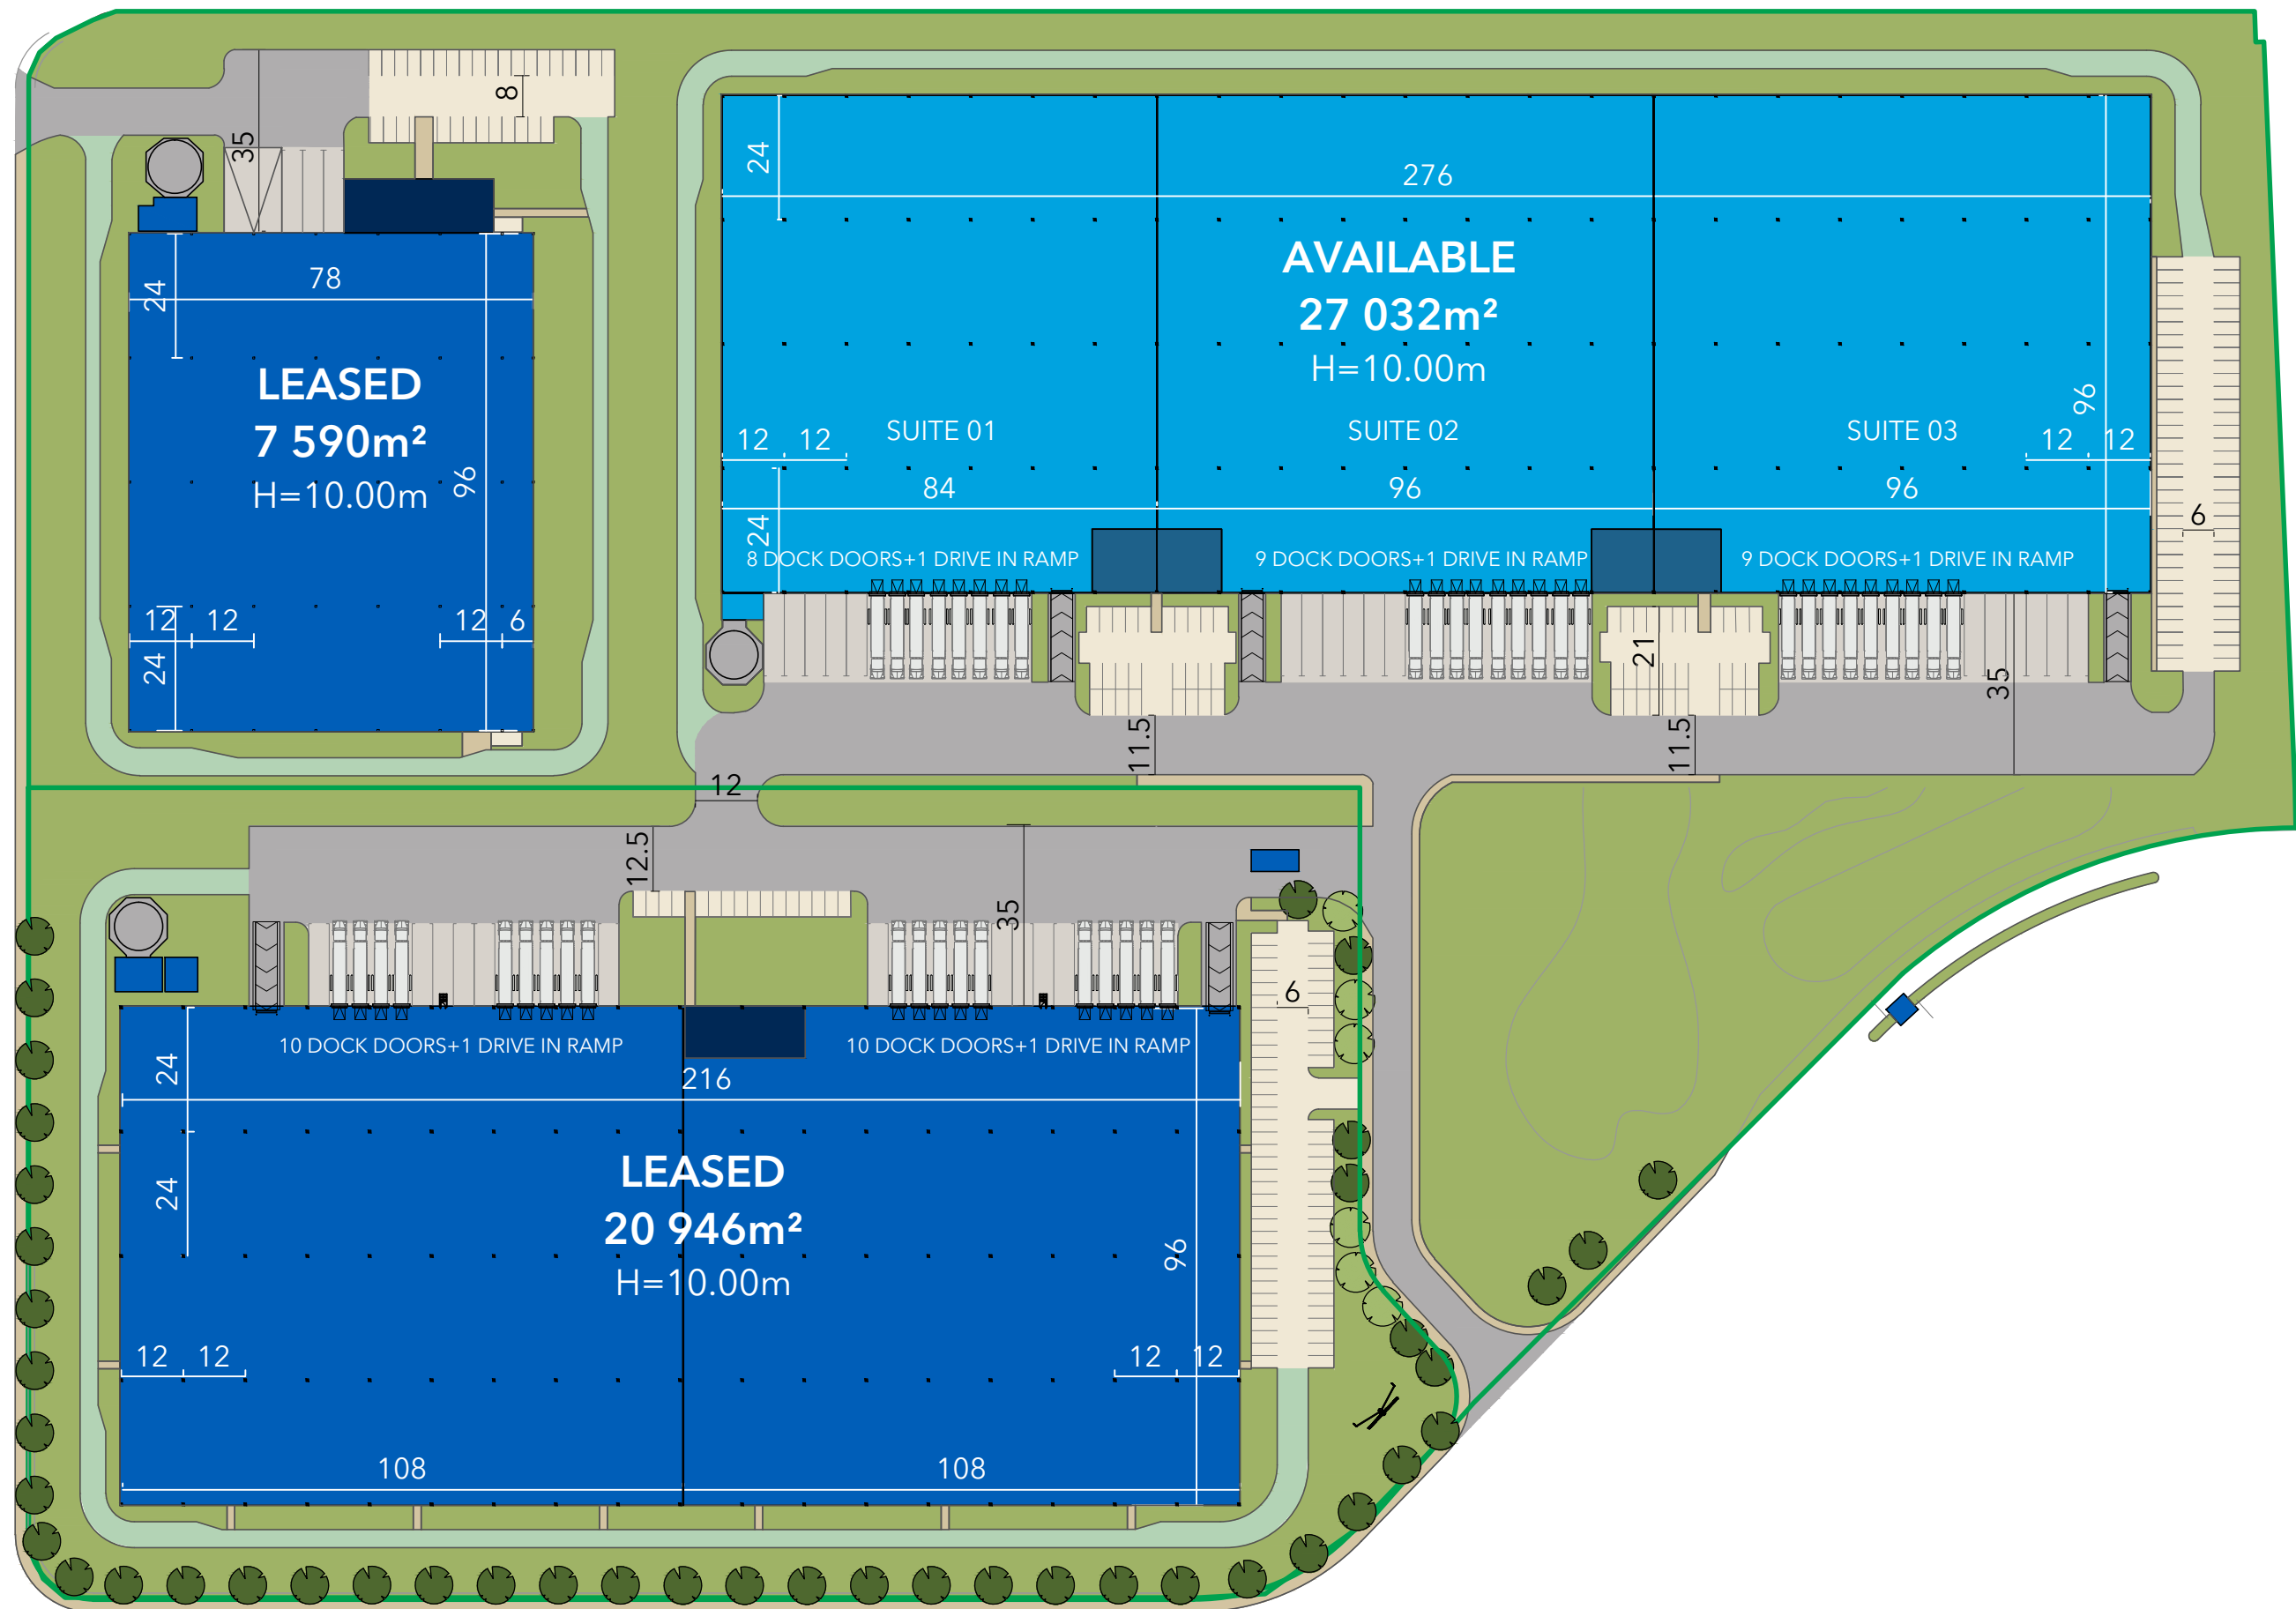 8
35
24
78
LEASED
7 590m²
H=10.00m
96
12
12
12
6
24
24
276
AVAILABLE
27 032m²
H=10.00m
96
SUITE 01
SUITE 02
SUITE 03
12
12
12
12
84
96
96
24
8 DOCK DOORS+1 DRIVE IN RAMP
9 DOCK DOORS+1 DRIVE IN RAMP
9 DOCK DOORS+1 DRIVE IN RAMP
6
21
35
11.5
11.5
12
12.5
35
6
10 DOCK DOORS+1 DRIVE IN RAMP
10 DOCK DOORS+1 DRIVE IN RAMP
24
216
LEASED
24
20 946m²
96
H=10.00m
12
12
12
12
108
108